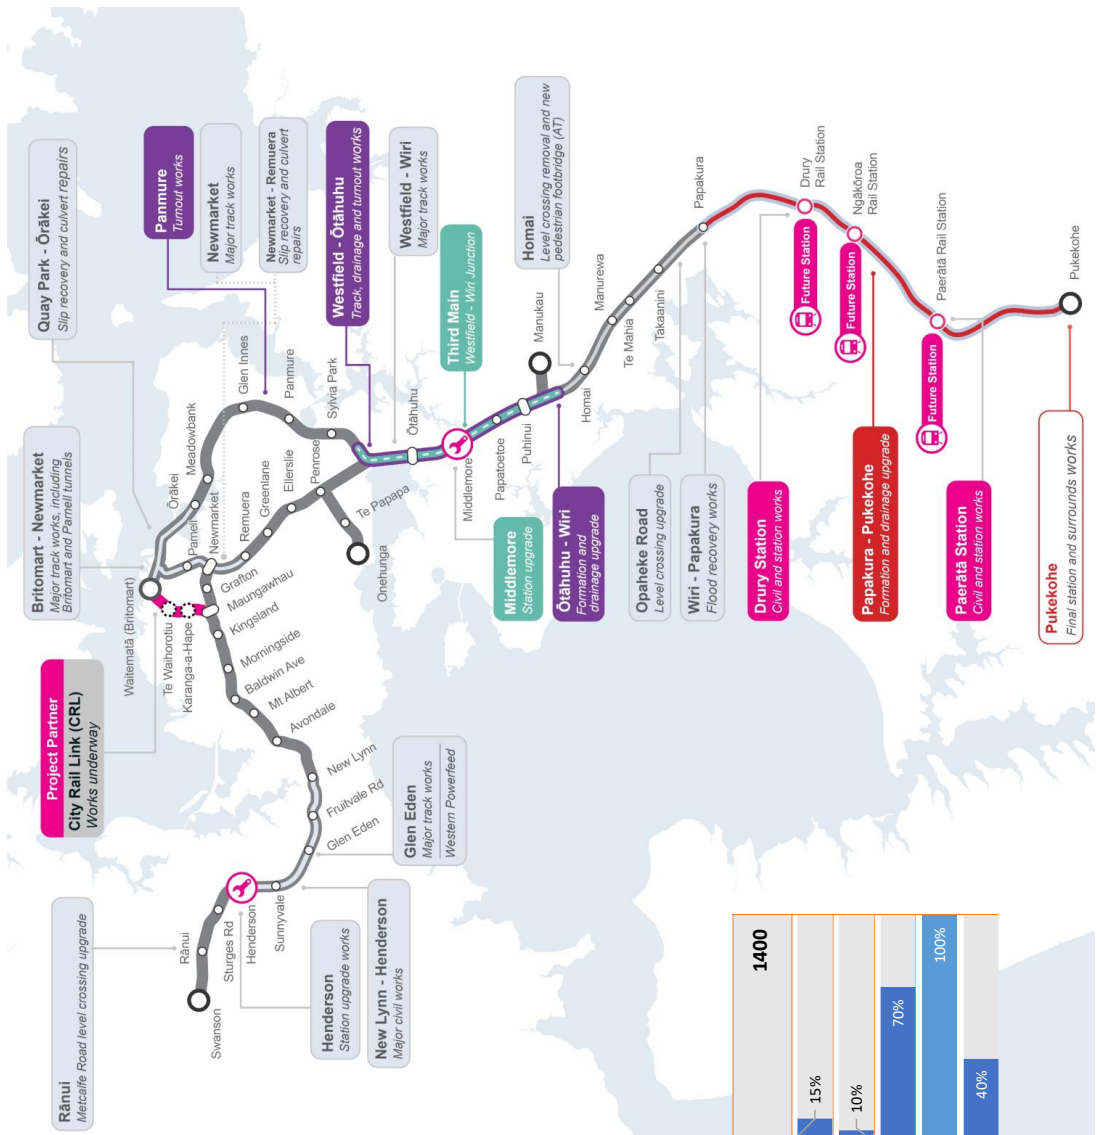 Rānui
Metcalfe Road level crossing upgrade
Project Partner
City Rail Link (CRL)
Works underway
Britomart - Newmarket
Major track works, including
Britomart and Parnell tunnels
Quay Park - Ōrākei
Slip recovery and culvert repairs
Panmure
Turnout works
Newmarket
Major track works
Newmarket - Remuera
Slip recovery and culvert
repairs
Westfield - Ōtāhuhu
Track, drainage and turnout works
Westfield - Wiri
Major track works
Third Main
Westfield - Wiri Junction
Homai
Level crossing removal and new
pedestrian footbridge (AT)
Swanson
Rānui
Sturges Rd
Henderson
Sunnyvale
Glen Eden
Fruitvale Rd
New Lynn
Avondale
Mt Albert
Baldwin Ave
Morningside
Kingsland
Maungawhau
Grafton
Karanga-a-Hape
Te Waihorotiu
Waitematā (Britomart)
Parnell
Newmarket
Remuera
Greenlane
Ellerslie
Penrose
Te Papapa
Onehunga
Ōrākei
Meadowbank
Glen Innes
Panmure
Sylvia Park
Ōtāhuhu
Middlemore
Papatoetoe
Puhinui
Manukau
Homai
Manurewa
Te Mahia
Takaanini
Papakura
Drury
Rail Station
Ngākōroa
Rail Station
Paerātā Rail Station
Pukekohe
Future Station
Future Station
Future Station
Henderson
Station upgrade works
New Lynn - Henderson
Major civil works
Glen Eden
Major track works
Western Powerfeed
Middlemore
Station upgrade
Ōtāhuhu - Wiri
Formation and
drainage upgrade
Opaheke Road
Level crossing upgrade
Wiri - Papakura
Flood recovery works
Drury Station
Civil and station works
Papakura - Pukekohe
Formation and drainage upgrade
Paerātā Station
Civil and station works
Pukekohe
Final station and surrounds works
1400
15%
10%
70%
100%
40%